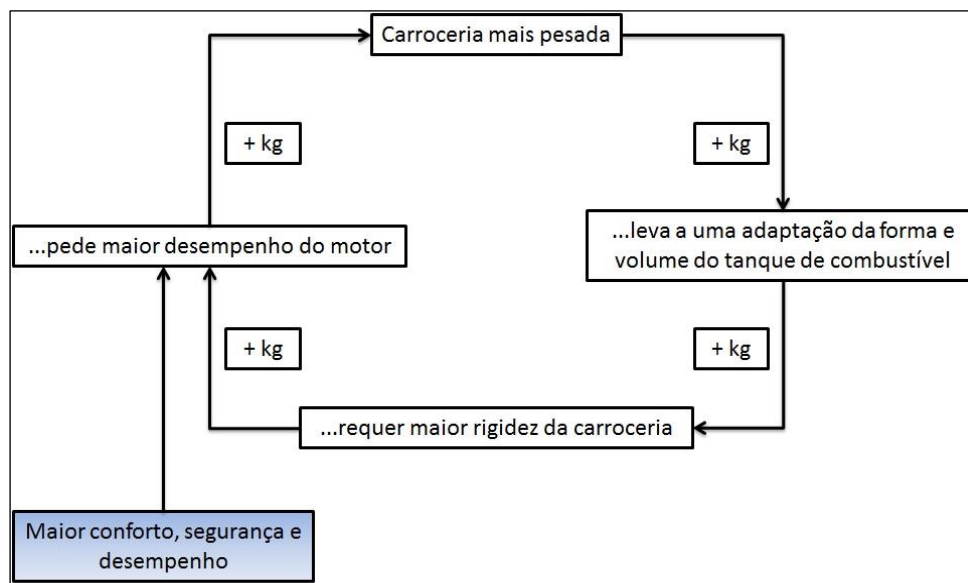 Carroceria mais pesada
+ kg
+ kg
...pede maior desempenho do motor
...leva a uma adaptação da forma e
volume do tanque de combustível
+ kg
+ kg
...requer maior rigidez da carroceria
Maior conforto, segurança e
desempenho